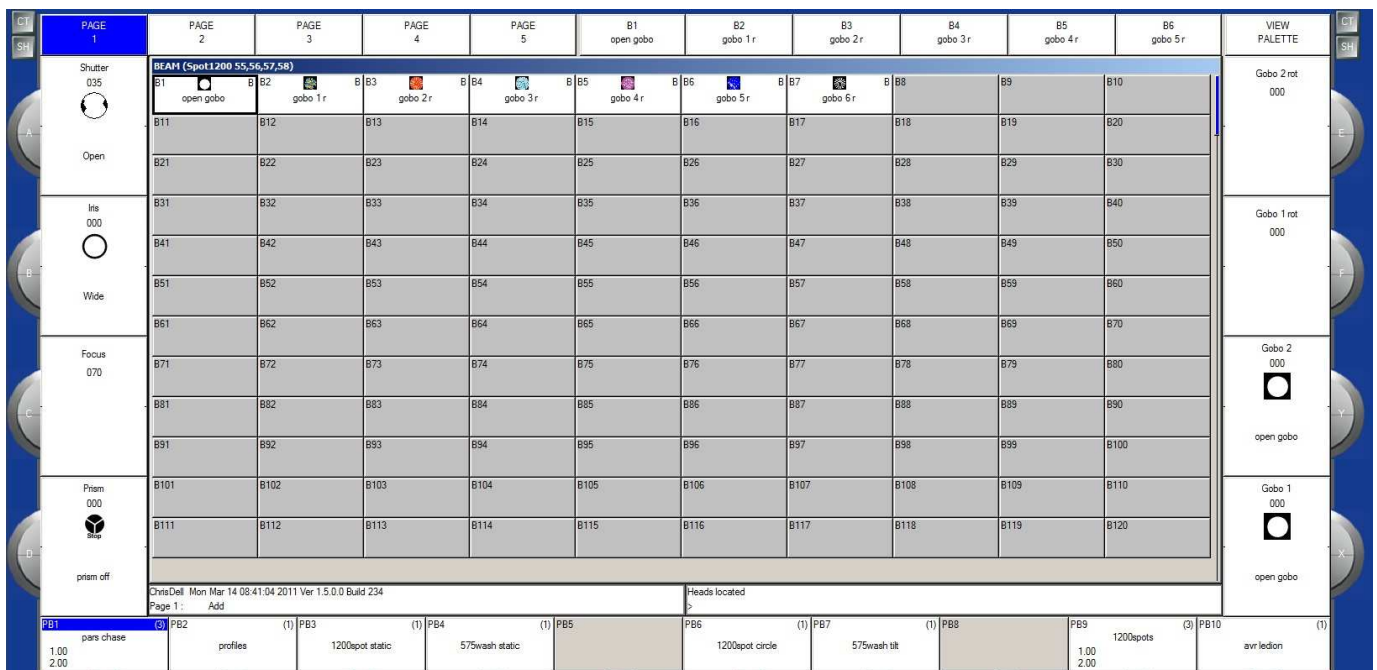 CT
SH
PAGE
1
PAGE
2
PAGE
3
PAGE
4
PAGE
5
B1
open gobo
B2
gobo 1 r
B3
gobo 2 r
B4
gobo 3 r
B5
gobo 4 r
B6
gobo 5 r
VIEW
PALETTE
CT
SH
Shutter
035
Open
A
Iris
000
Wide
B
Focus
070
C
Prism
000
Stop
prism off
D
BEAM (Spot1200 55,56,57,58)
B1 B B2 B B3 B B4 B B5 B B6 B B7 B B8 B9 B10
open gobo gobo 1 r gobo 2 r gobo 3 r gobo 4 r gobo 5 r gobo 6 r
B11 B12 B13 B14 B15 B16 B17 B18 B19 B20
B21 B22 B23 B24 B25 B26 B27 B28 B29 B30
B31 B32 B33 B34 B35 B36 B37 B38 B39 B40
B41 B42 B43 B44 B45 B46 B47 B48 B49 B50
B51 B52 B53 B54 B55 B56 B57 B58 B59 B60
B61 B62 B63 B64 B65 B66 B67 B68 B69 B70
B71 B72 B73 B74 B75 B76 B77 B78 B79 B80
B81 B82 B83 B84 B85 B86 B87 B88 B89 B90
B91 B92 B93 B94 B95 B96 B97 B98 B99 B100
B101 B102 B103 B104 B105 B106 B107 B108 B109 B110
B111 B112 B113 B114 B115 B116 B117 B118 B119 B120
Gobo 2 rot
000
E
Gobo 1 rot
000
F
Gobo 2
000
open gobo
Y
Gobo 1
000
open gobo
X
ChrisDell Mon Mar 14 08:41:04 2011 Ver 1.5.0.0 Build 234
Page 1 : Add
Heads located
>
PB1 (3)
pars chase
1.00
2.00
PB2 (1)
profiles
PB3 (1)
1200spot static
PB4 (1)
575wash static
PB5
PB6 (1)
1200spot circle
PB7 (1)
575wash tilt
PB8
PB9 (3)
1200spots
1.00
2.00
PB10 (1)
avr ledion